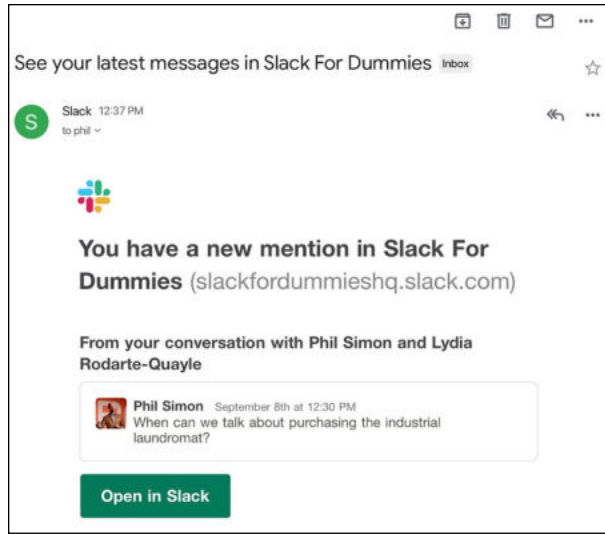 See your latest messages in Slack For Dummies Inbox
S
Slack 12:37 PM
to phil
You have a new mention in Slack For
Dummies (slackfordummieshq.slack.com)
From your conversation with Phil Simon and Lydia
Rodarte-Quayle
Phil Simon September 8th at 12:30 PM
When can we talk about purchasing the industrial
laundromat?
Open in Slack